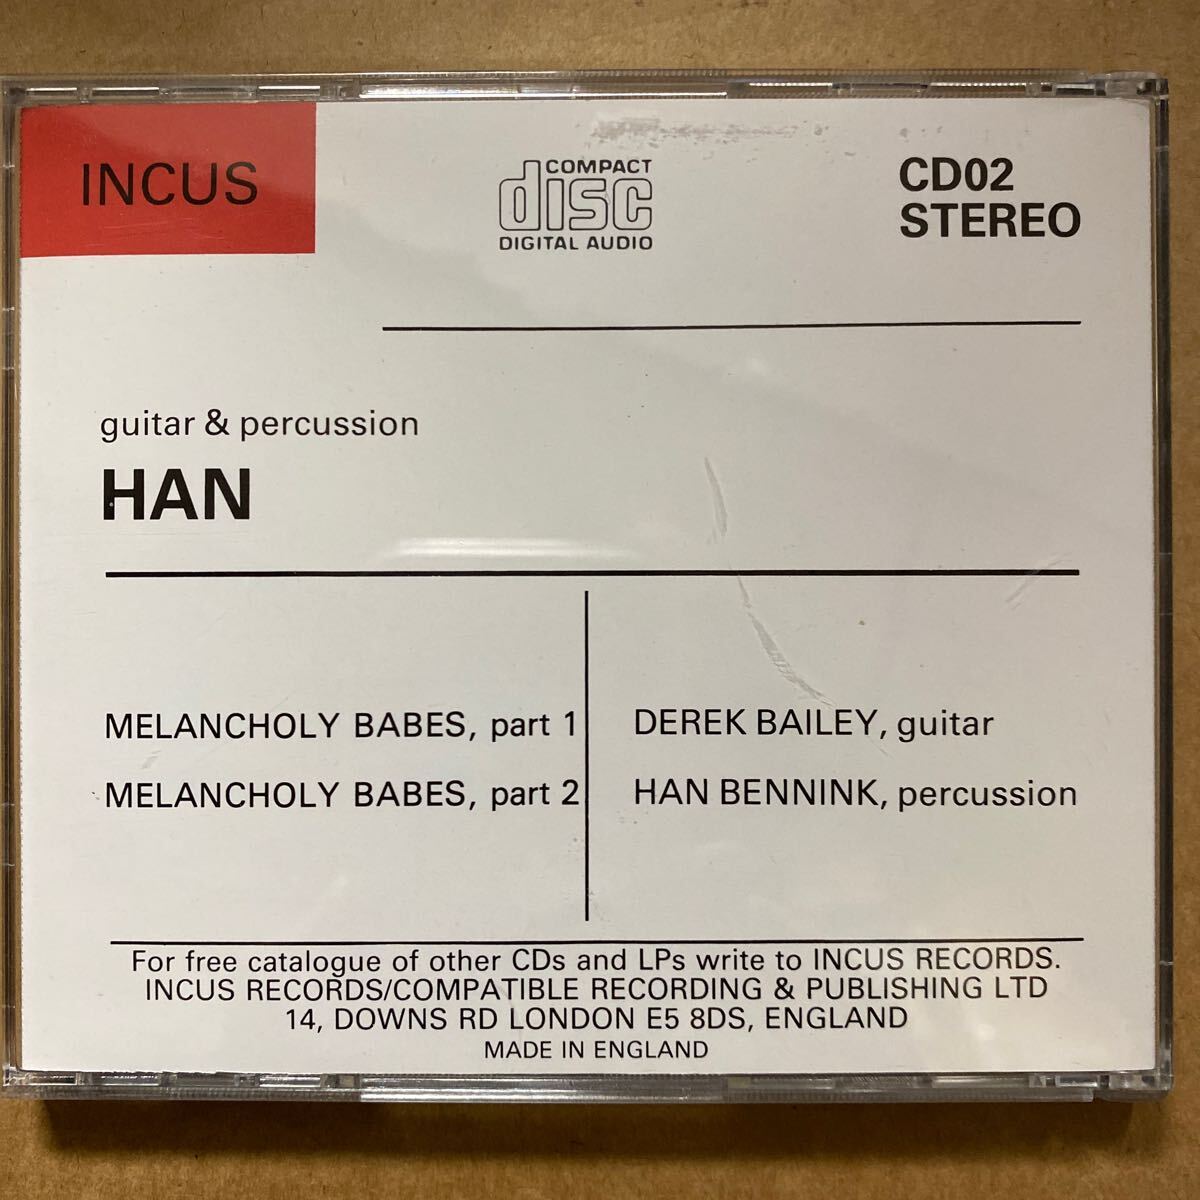 INCUS
COMPACT
disc
DIGITAL AUDIO
CD02
STEREO
guitar & percussion
HAN
MELANCHOLY BABES, part 1
MELANCHOLY BABES, part 2
DEREK BAILEY, guitar
HAN BENNINK, percussion
For free catalogue of other CDs and LPs write to INCUS RECORDS.
INCUS RECORDS/COMPATIBLE RECORDING & PUBLISHING LTD
14, DOWNS RD LONDON E5 8DS, ENGLAND
MADE IN ENGLAND